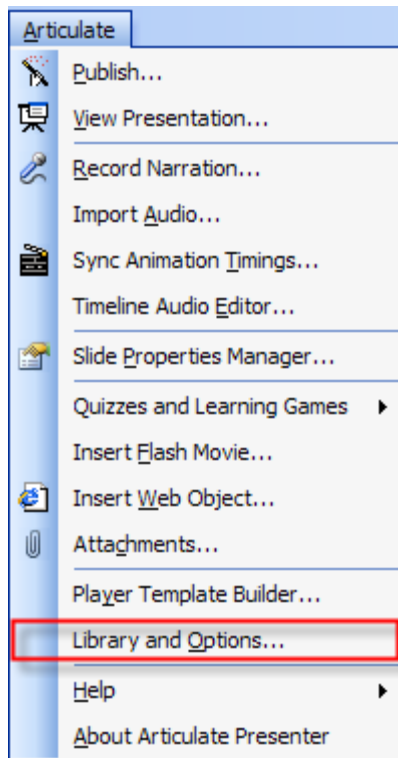 Articulate
Publish...
View Presentation...
Record Narration...
Import Audio...
Sync Animation Timings...
Timeline Audio Editor...
Slide Properties Manager...
Quizzes and Learning Games
Insert Flash Movie...
Insert Web Object...
Attachments...
Player Template Builder...
Library and Options...
Help
About Articulate Presenter